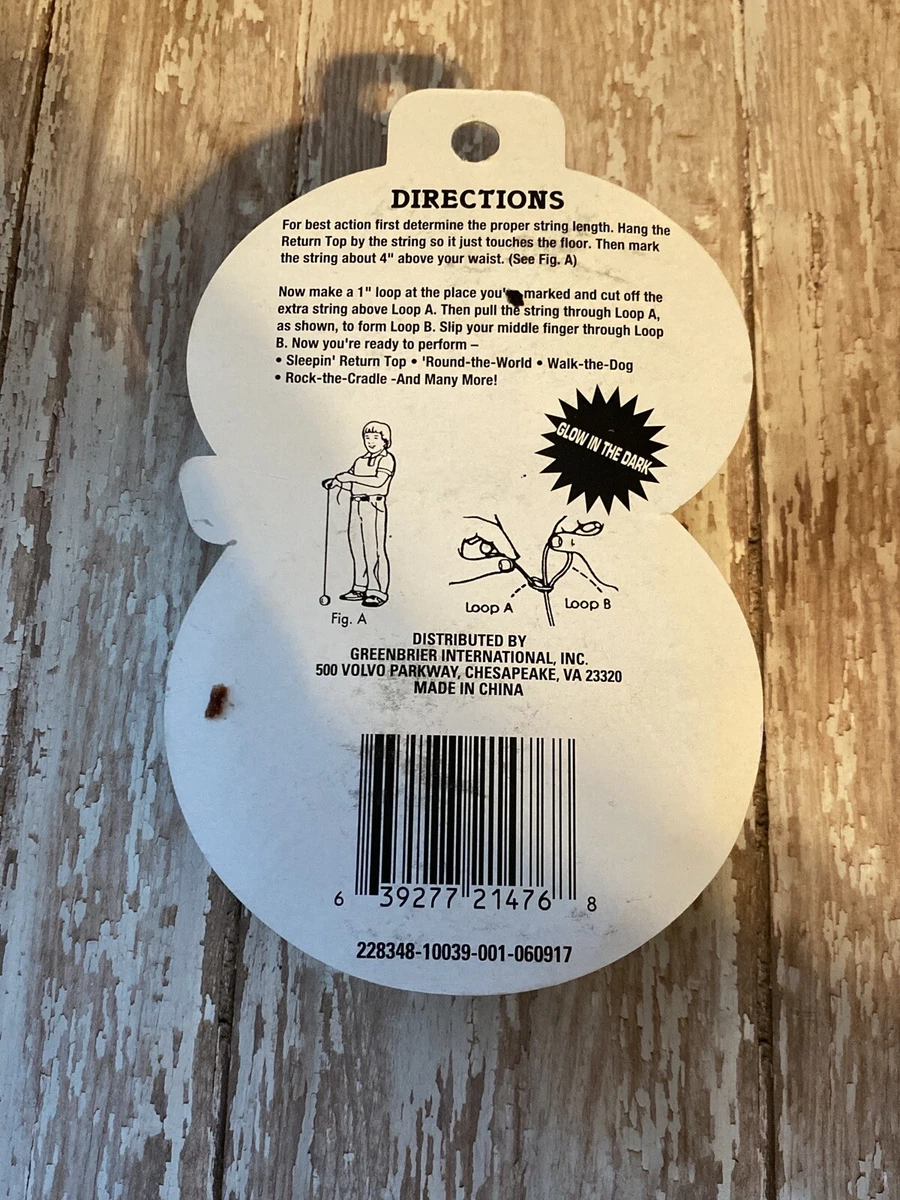 DIRECTIONS
For best action first determine the proper string length. Hang the
Return Top by the string so it just touches the floor. Then mark
the string about 4" above your waist. (See Fig. A)
Now make a 1" loop at the place you' marked and cut off the
extra string above Loop A. Then pull the string through Loop A,
as shown, to form Loop B. Slip your middle finger through Loop
B. Now you're ready to perform –
• Sleepin' Return Top • 'Round-the-World • Walk-the-Dog
• Rock-the-Cradle -And Many More!
GLOW IN THE DARK
Loop A
Loop B
Fig. A
DISTRIBUTED BY
GREENBRIER INTERNATIONAL, INC.
500 VOLVO PARKWAY, CHESAPEAKE, VA 23320
MADE IN CHINA
6 39277 21476 8
228348-10039-001-060917